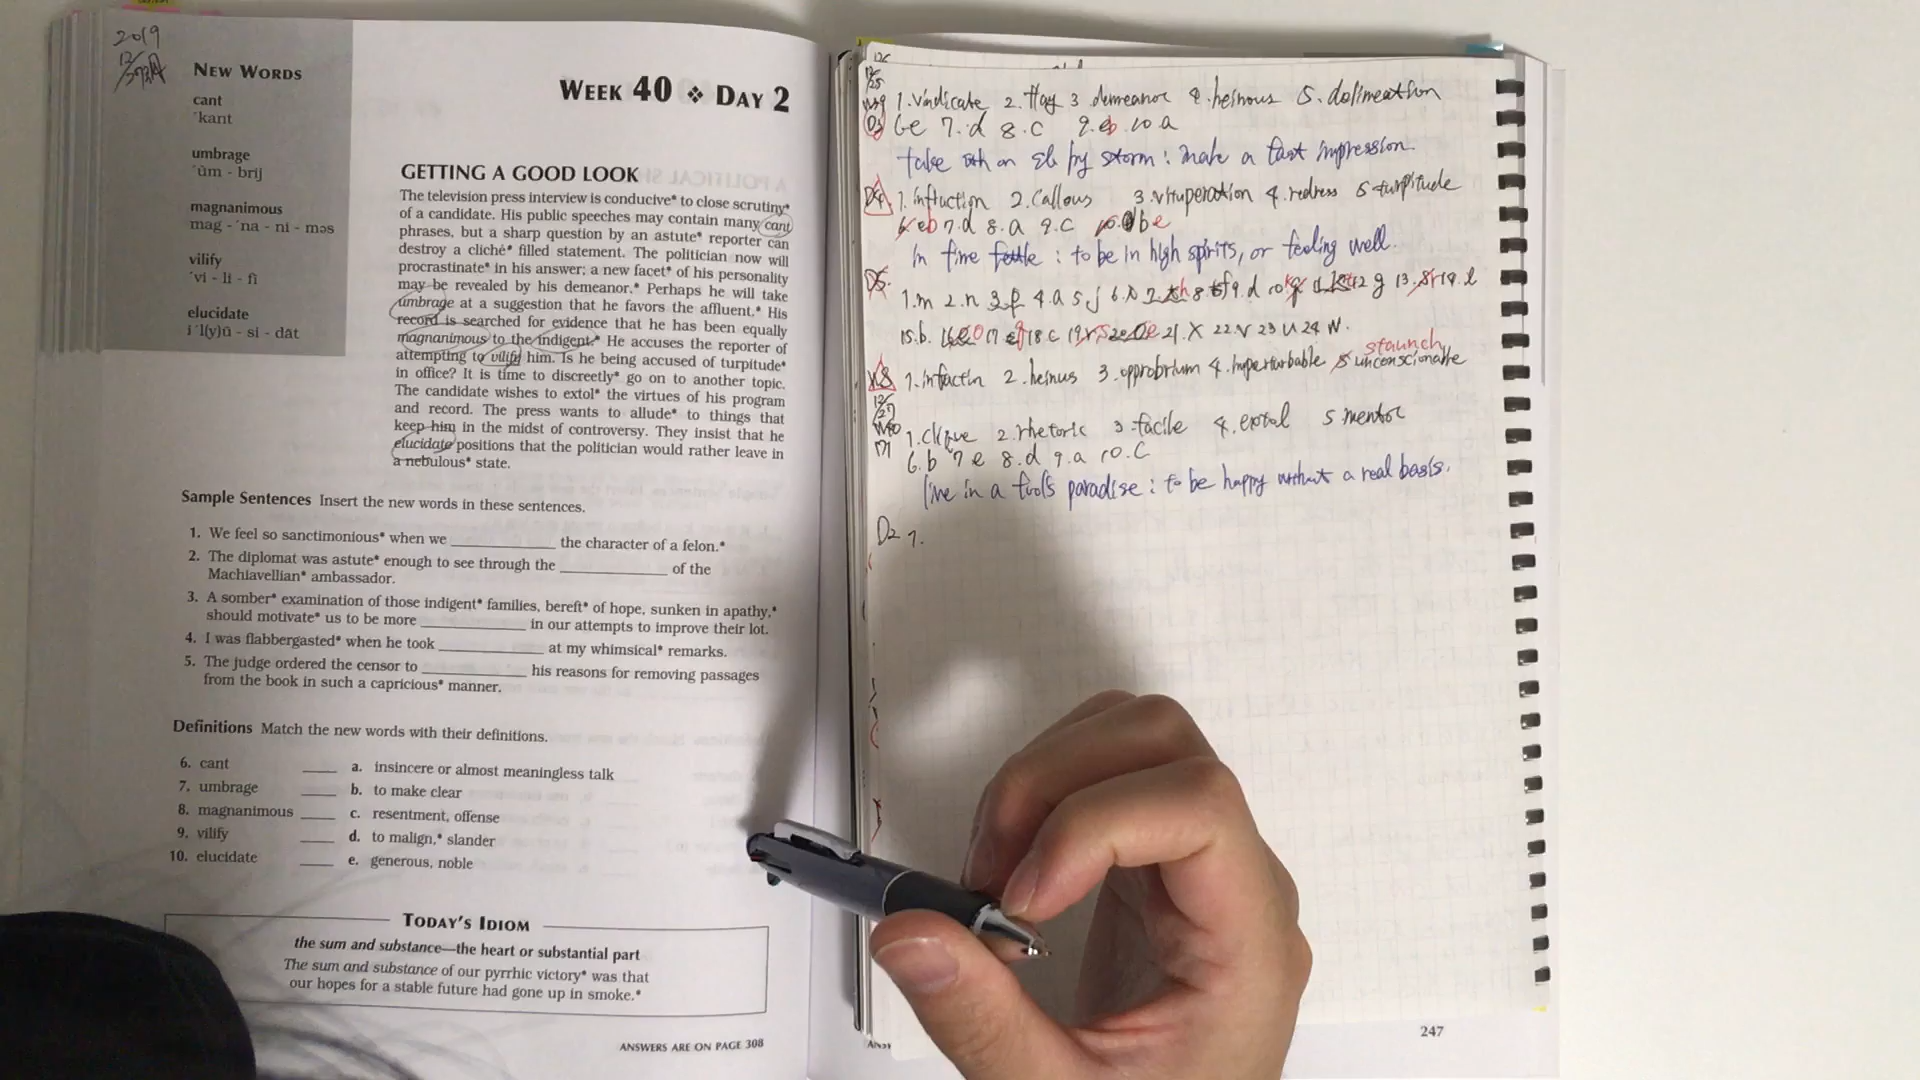 2019
12/
NEW WORDS
cant
ˈkant
umbrage
ˈŭm - brij
magnanimous
mag - ˈna - ni - məs
vilify
ˈvi - li - fī
elucidate
i ˈl(y)ū - si - dāt
WEEK 40 ❖ DAY 2
GETTING A GOOD LOOK
The television press interview is conducive* to close scrutiny*
of a candidate. His public speeches may contain many cant
phrases, but a sharp question by an astute* reporter can
destroy a cliché* filled statement. The politician now will
procrastinate* in his answer; a new facet* of his personality
may be revealed by his demeanor.* Perhaps he will take
umbrage at a suggestion that he favors the affluent.* His
record is searched for evidence that he has been equally
magnanimous to the indigent.* He accuses the reporter of
attempting to vilify him. Is he being accused of turpitude*
in office? It is time to discreetly* go on to another topic.
The candidate wishes to extol* the virtues of his program
and record. The press wants to allude* to things that
keep him in the midst of controversy. They insist that he
elucidate positions that the politician would rather leave in
a nebulous* state.
Sample Sentences Insert the new words in these sentences.
1. We feel so sanctimonious* when we ____________ the character of a felon.*
2. The diplomat was astute* enough to see through the ____________ of the
Machiavellian* ambassador.
3. A somber* examination of those indigent* families, bereft* of hope, sunken in apathy,*
should motivate* us to be more ____________ in our attempts to improve their lot.
4. I was flabbergasted* when he took ____________ at my whimsical* remarks.
5. The judge ordered the censor to ____________ his reasons for removing passages
from the book in such a capricious* manner.
Definitions Match the new words with their definitions.
6. cant ____ a. insincere or almost meaningless talk
7. umbrage ____ b. to make clear
8. magnanimous ____ c. resentment, offense
9. vilify ____ d. to malign,* slander
10. elucidate ____ e. generous, noble
TODAY'S IDIOM
the sum and substance—the heart or substantial part
The sum and substance of our pyrrhic victory* was that
our hopes for a stable future had gone up in smoke.*
ANSWERS ARE ON PAGE 308
12/25
W39 1. vindicate 2. flay 3. demeanor 4. heinous 5. delineation
D3 6e 7. d 8. c 9. b 10. a
take by storm : make a fast impression.
D4 1. infraction 2. Callous 3. vituperation 4. redress 5. turpitude
b 7. d 8. a 9. c e
In fine fettle : to be in high spirits, or feeling well.
D5. 1. m 2. n 4. a 5. j 9. d 12 g
15. b. 18 c 21. X 22. V 23 U 24 W.
staunch
1. infactin 2. heinus 3. opprobrium 4. imperturbable 5 unconscionable
12/27
W40
D1 1. clique 2. rhetoric 3. facile 4. extol 5 mentor
6. b 7 e 8. d 9. a 10. C
live in a fool's paradise : to be happy without a real basis.
D2 1.
247